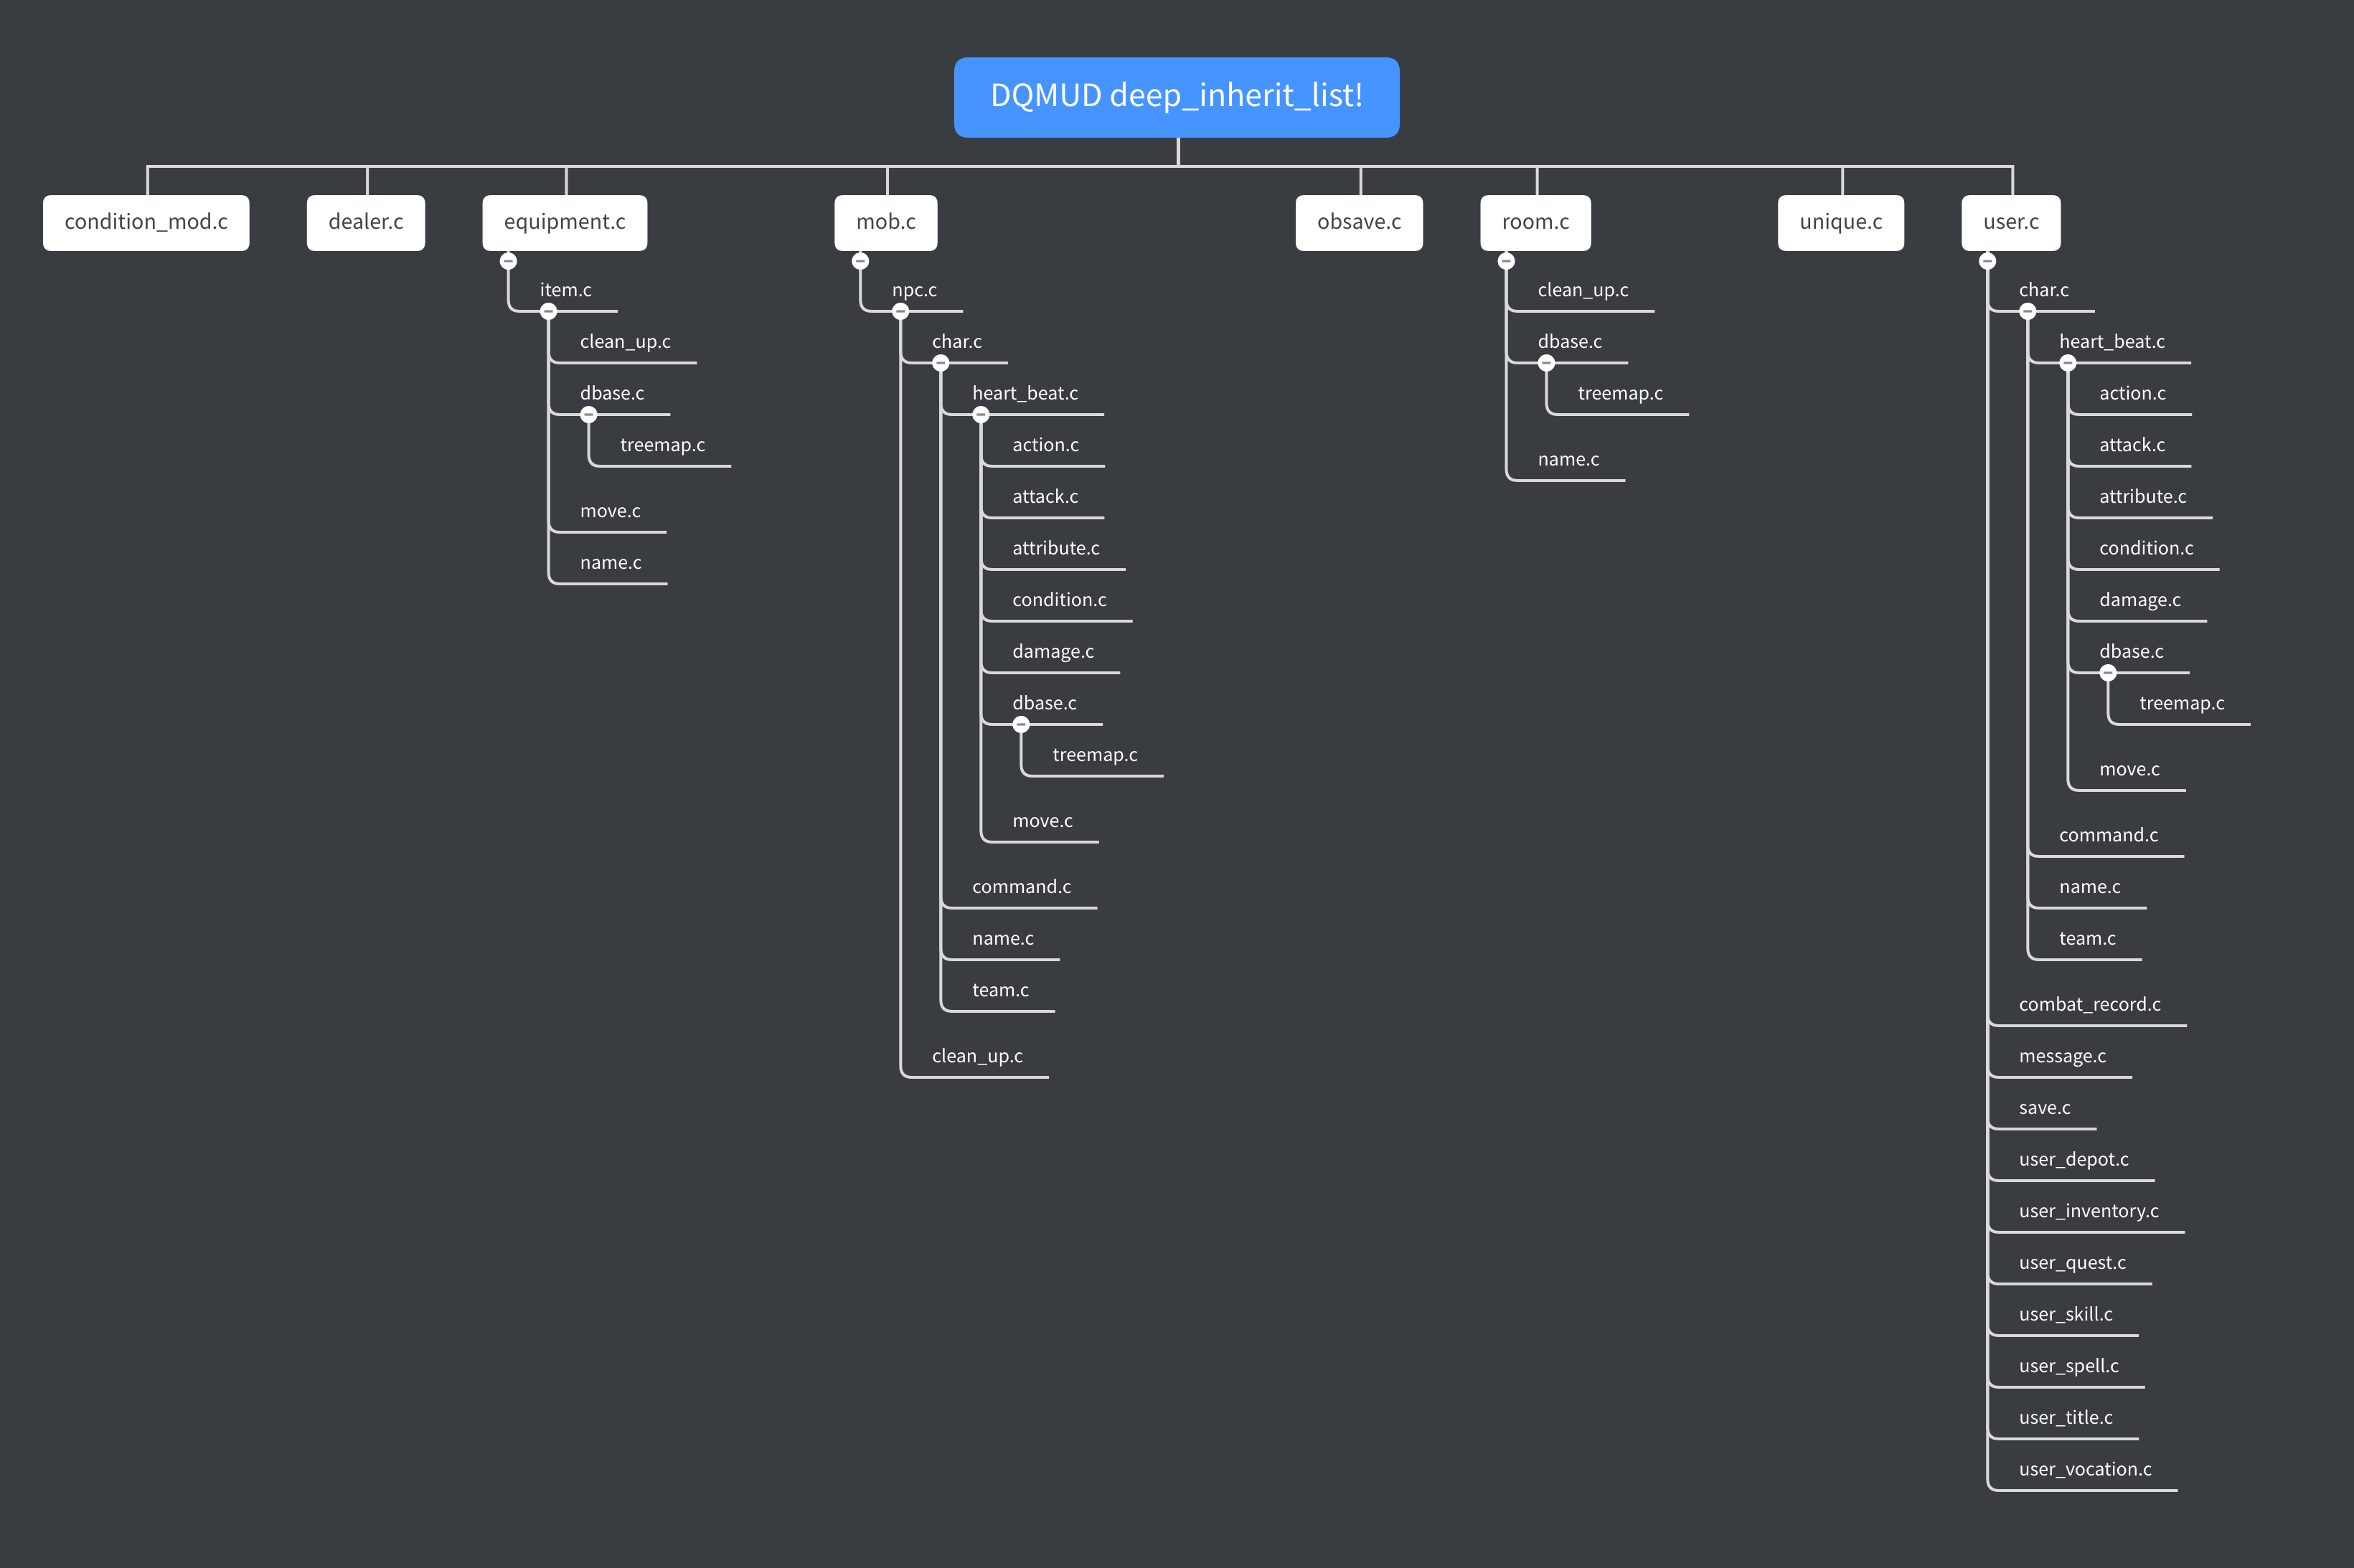 DQMUD deep_inherit_list!
condition_mod.c
dealer.c
equipment.c
item.c
clean_up.c
dbase.c
treemap.c
move.c
name.c
mob.c
npc.c
char.c
heart_beat.c
action.c
attack.c
attribute.c
condition.c
damage.c
dbase.c
treemap.c
move.c
command.c
name.c
team.c
clean_up.c
obsave.c
room.c
clean_up.c
dbase.c
treemap.c
name.c
unique.c
user.c
char.c
heart_beat.c
action.c
attack.c
attribute.c
condition.c
damage.c
dbase.c
treemap.c
move.c
command.c
name.c
team.c
combat_record.c
message.c
save.c
user_depot.c
user_inventory.c
user_quest.c
user_skill.c
user_spell.c
user_title.c
user_vocation.c